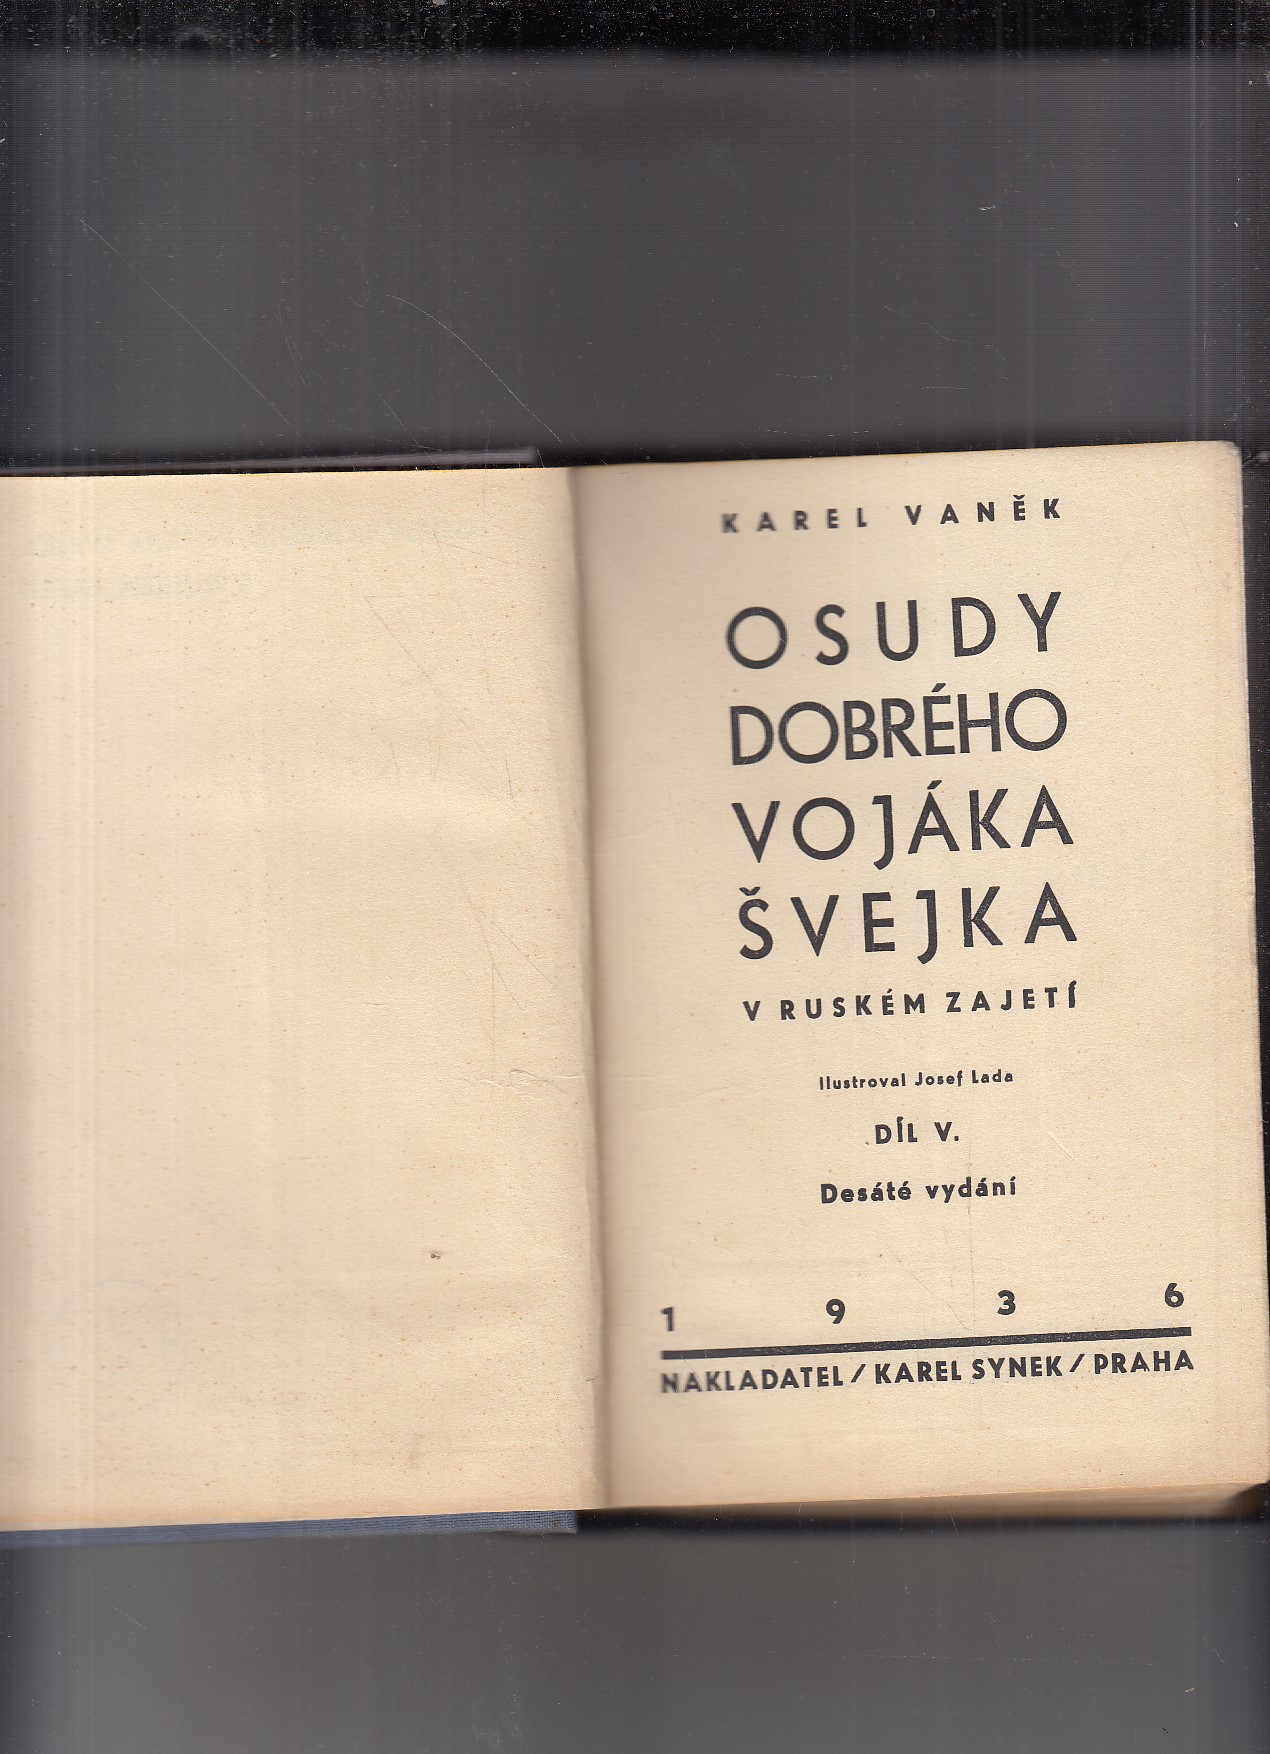 KAREL VANĚK
OSUDY
DOBRÉHO
VOJÁKA
ŠVEJKA
V RUSKÉM ZAJETÍ
Ilustroval Josef Lada
DÍL V.
Desáté vydání
1 9 3 6
NAKLADATEL / KAREL SYNEK / PRAHA